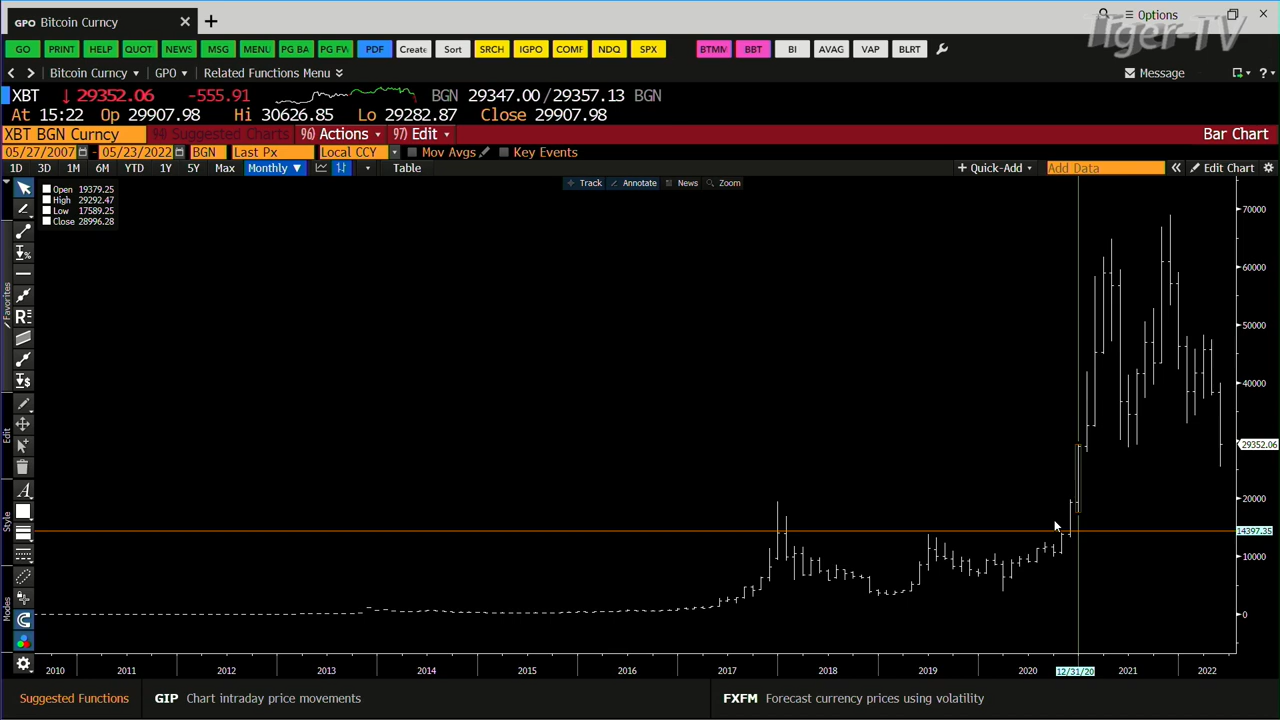 GPO Bitcoin Curncy
Options
Tiger-TV
GO PRINT HELP QUOT NEWS MSG MENU PG BA PG FW PDF Create Sort SRCH IGPO COMF NDQ SPX BTMM BBT BI AVAG VAP BLRT
Bitcoin Curncy GPO Related Functions Menu Message ?
XBT ↓ 29352.06 -555.91 BGN 29347.00/29357.13 BGN
At 15:22 Op 29907.98 Hi 30626.85 Lo 29282.87 Close 29907.98
XBT BGN Curncy 94) Suggested Charts 96) Actions 97) Edit Bar Chart
05/27/2007 - 05/23/2022 BGN Last Px Local CCY Mov Avgs Key Events
1D 3D 1M 6M YTD 1Y 5Y Max Monthly ▼ Table + Quick-Add Add Data « Edit Chart
Track Annotate News Zoom
Open 19379.25
High 29292.47
Low 17589.25
Close 28996.28
Favorites
Edit
Style
Modes
70000
60000
50000
40000
29352.06
20000
14397.35
10000
0
2010 2011 2012 2013 2014 2015 2016 2017 2018 2019 2020 12/31/20 2021 2022
Suggested Functions GIP Chart intraday price movements FXFM Forecast currency prices using volatility